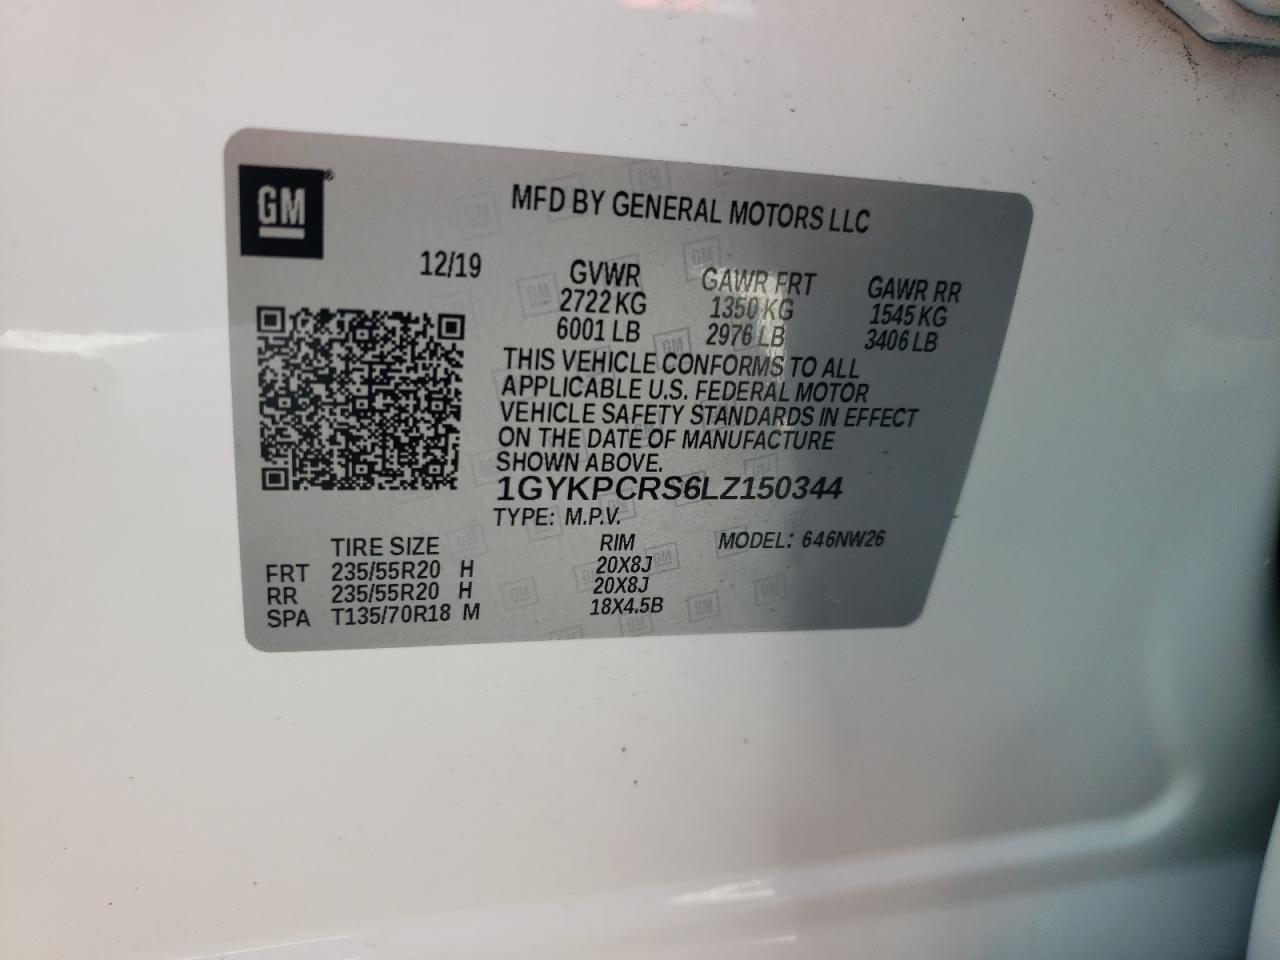 GM®
MFD BY GENERAL MOTORS LLC
12/19 GVWR GAWR FRT GAWR RR
2722 KG 1350 KG 1545 KG
6001 LB 2976 LB 3406 LB
THIS VEHICLE CONFORMS TO ALL
APPLICABLE U.S. FEDERAL MOTOR
VEHICLE SAFETY STANDARDS IN EFFECT
ON THE DATE OF MANUFACTURE
SHOWN ABOVE.
1GYKPCRS6LZ150344
TYPE: M.P.V.
TIRE SIZE RIM MODEL: 646NW26
FRT 235/55R20 H 20X8J
RR 235/55R20 H 20X8J
SPA T135/70R18 M 18X4.5B